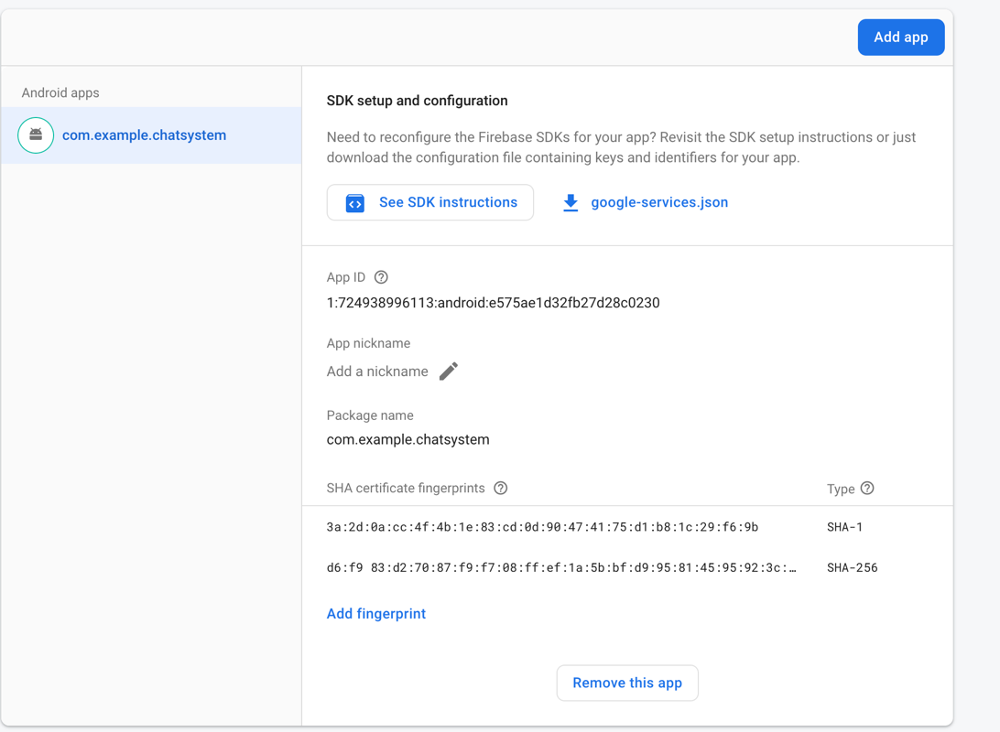 Add app
Android apps
com.example.chatsystem
SDK setup and configuration
Need to reconfigure the Firebase SDKs for your app? Revisit the SDK setup instructions or just
download the configuration file containing keys and identifiers for your app.
See SDK instructions
google-services.json
App ID
1:724938996113:android:e575ae1d32fb27d28c0230
App nickname
Add a nickname
Package name
com.example.chatsystem
SHA certificate fingerprints
Type
3a:2d:0a:cc:4f:4b:1e:83:cd:0d:90:47:41:75:d1:b8:1c:29:f6:9b
SHA-1
d6:f9 83:d2:70:87:f9:f7:08:ff:ef:1a:5b:bf:d9:95:81:45:95:92:3c:…
SHA-256
Add fingerprint
Remove this app